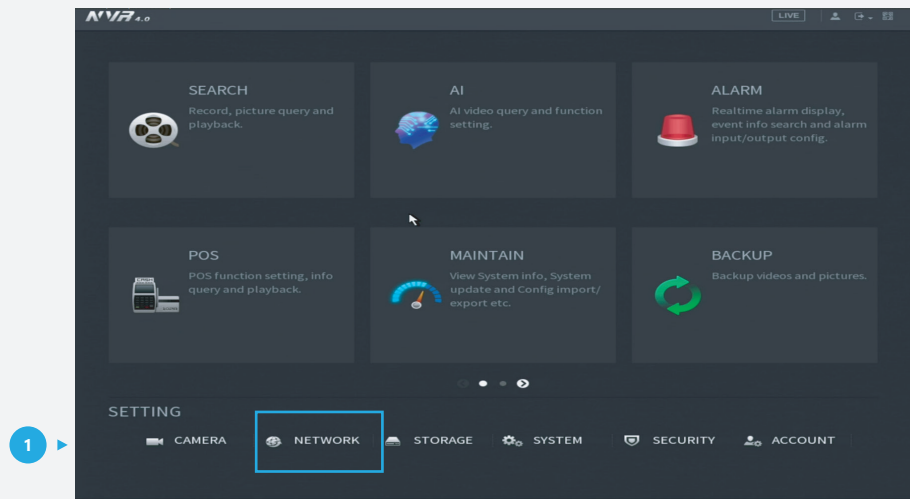 NVR 4.0
LIVE
SEARCH
Record, picture query and
playback.
AI
AI video query and function
setting.
ALARM
Realtime alarm display,
event info search and alarm
input/output config.
POS
POS function setting, info
query and playback.
MAINTAIN
View System info, System
update and Config import/
export etc.
BACKUP
Backup videos and pictures.
SETTING
1
CAMERA
NETWORK
STORAGE
SYSTEM
SECURITY
ACCOUNT